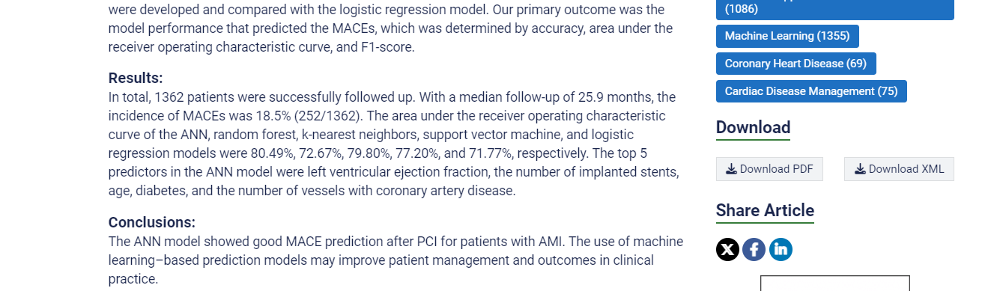 were developed and compared with the logistic regression model. Our primary outcome was the
model performance that predicted the MACEs, which was determined by accuracy, area under the
receiver operating characteristic curve, and F1-score.
Results:
In total, 1362 patients were successfully followed up. With a median follow-up of 25.9 months, the
incidence of MACEs was 18.5% (252/1362). The area under the receiver operating characteristic
curve of the ANN, random forest, k-nearest neighbors, support vector machine, and logistic
regression models were 80.49%, 72.67%, 79.80%, 77.20%, and 71.77%, respectively. The top 5
predictors in the ANN model were left ventricular ejection fraction, the number of implanted stents,
age, diabetes, and the number of vessels with coronary artery disease.
Conclusions:
The ANN model showed good MACE prediction after PCI for patients with AMI. The use of machine
learning–based prediction models may improve patient management and outcomes in clinical
practice.
(1086)
Machine Learning (1355)
Coronary Heart Disease (69)
Cardiac Disease Management (75)
Download
Download PDF
Download XML
Share Article
X
f
in